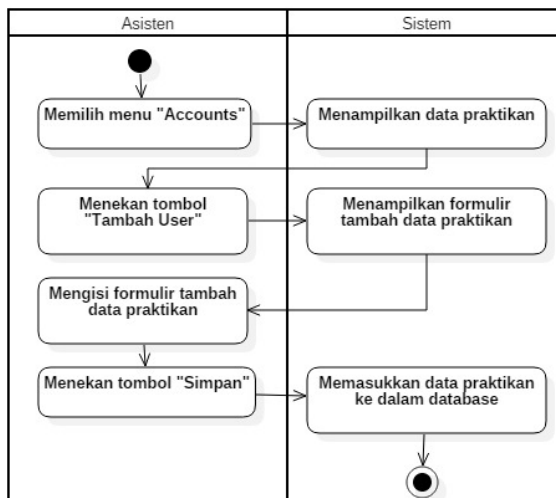 Asisten
Sistem
Memilih menu "Accounts"
Menampilkan data praktikan
Menekan tombol
"Tambah User"
Menampilkan formulir
tambah data praktikan
Mengisi formulir tambah
data praktikan
Menekan tombol "Simpan"
Memasukkan data praktikan
ke dalam database